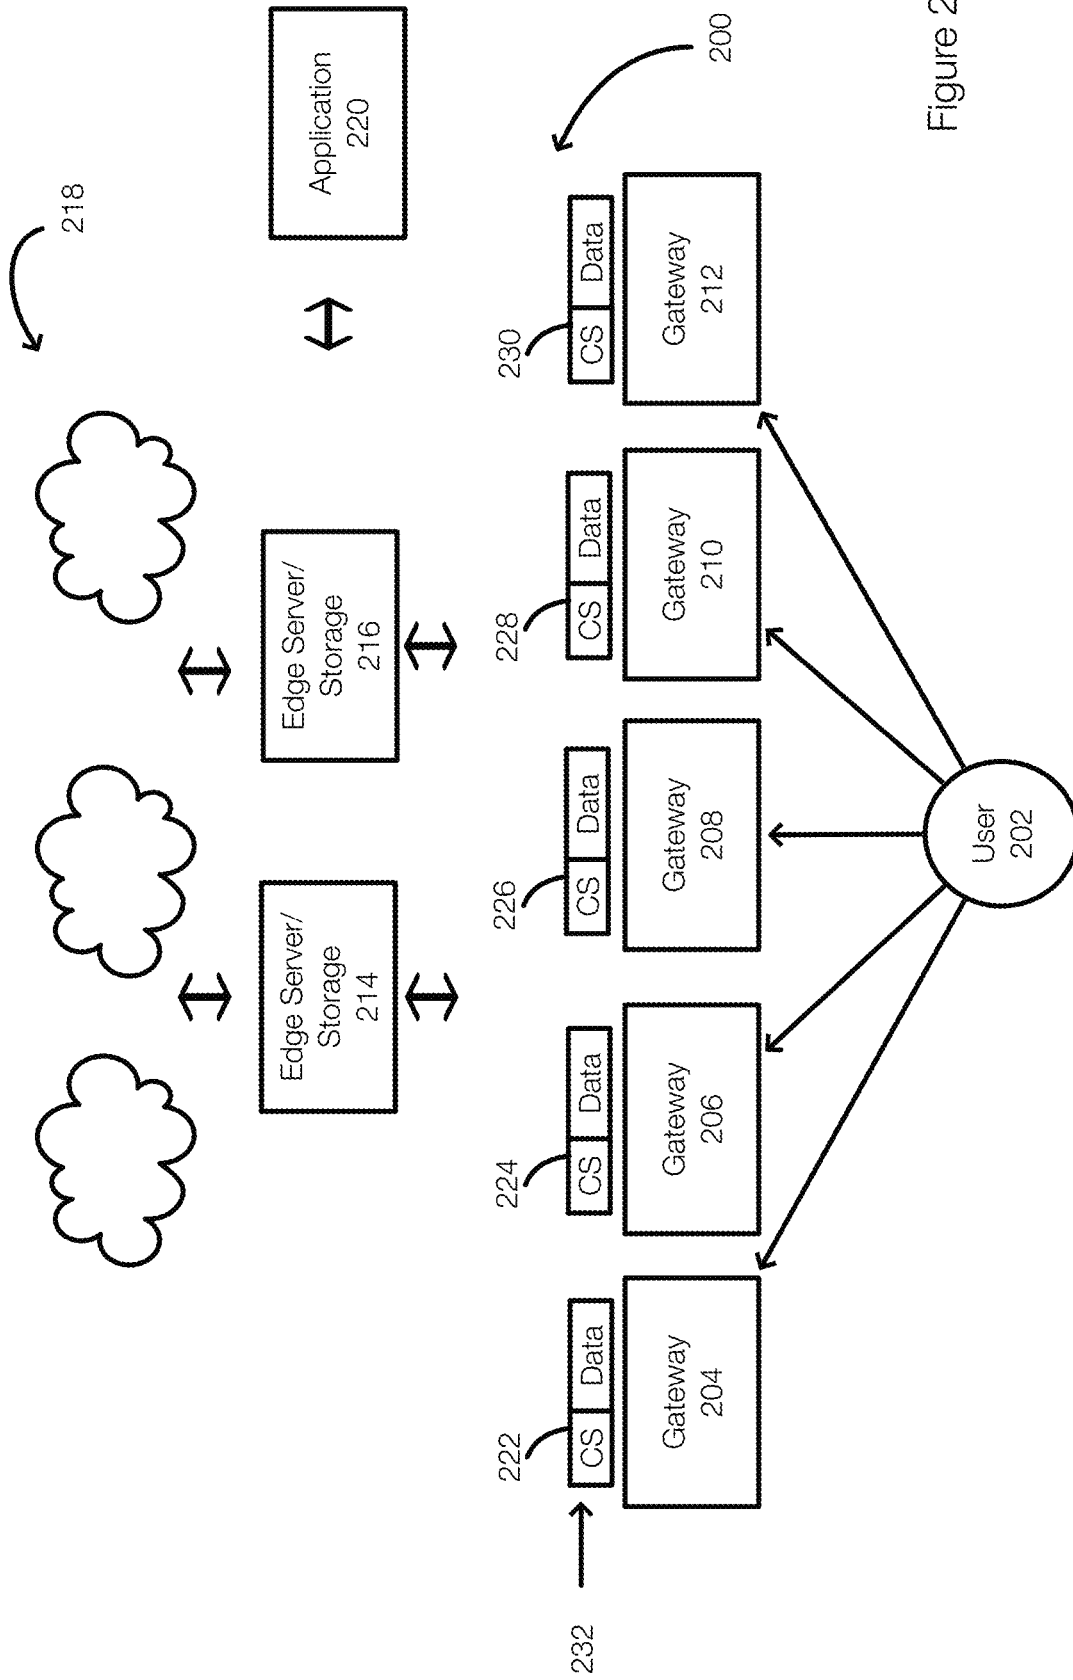 218
Edge Server/
Storage
214
Edge Server/
Storage
216
Application
220
232
222
CS
Data
Gateway
204
224
CS
Data
Gateway
206
226
CS
Data
Gateway
208
228
CS
Data
Gateway
210
230
CS
Data
Gateway
212
200
User
202
Figure 2